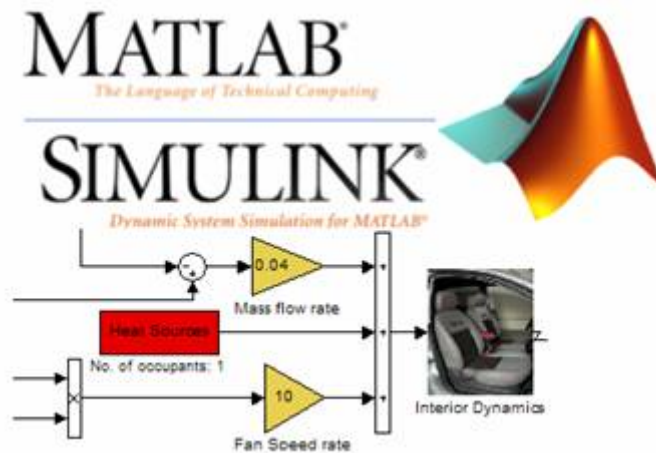 MATLAB®
The Language of Technical Computing
SIMULINK®
Dynamic System Simulation for MATLAB®
- +
0.04
+
Mass flow rate
Heat Sources
+
No. of occupants: 1
×
10
+
Interior Dynamics
Fan Speed rate